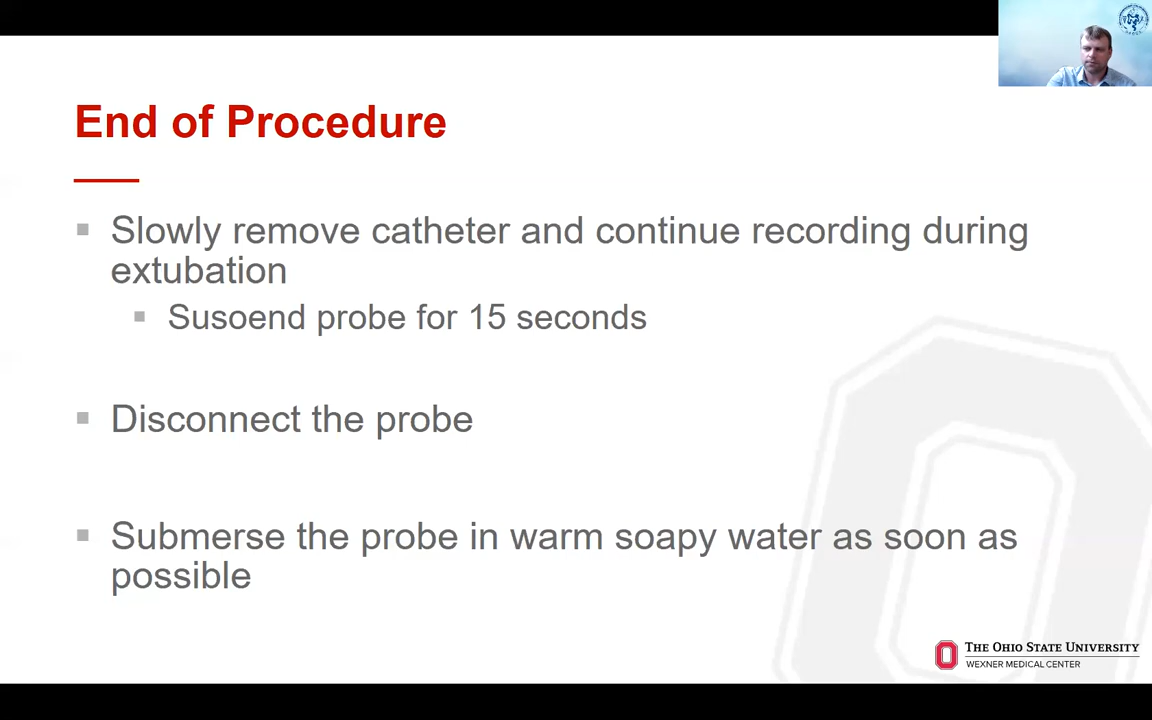 End of Procedure
Slowly remove catheter and continue recording during
extubation
Susoend probe for 15 seconds
Disconnect the probe
Submerse the probe in warm soapy water as soon as
possible
THE OHIO STATE UNIVERSITY
WEXNER MEDICAL CENTER